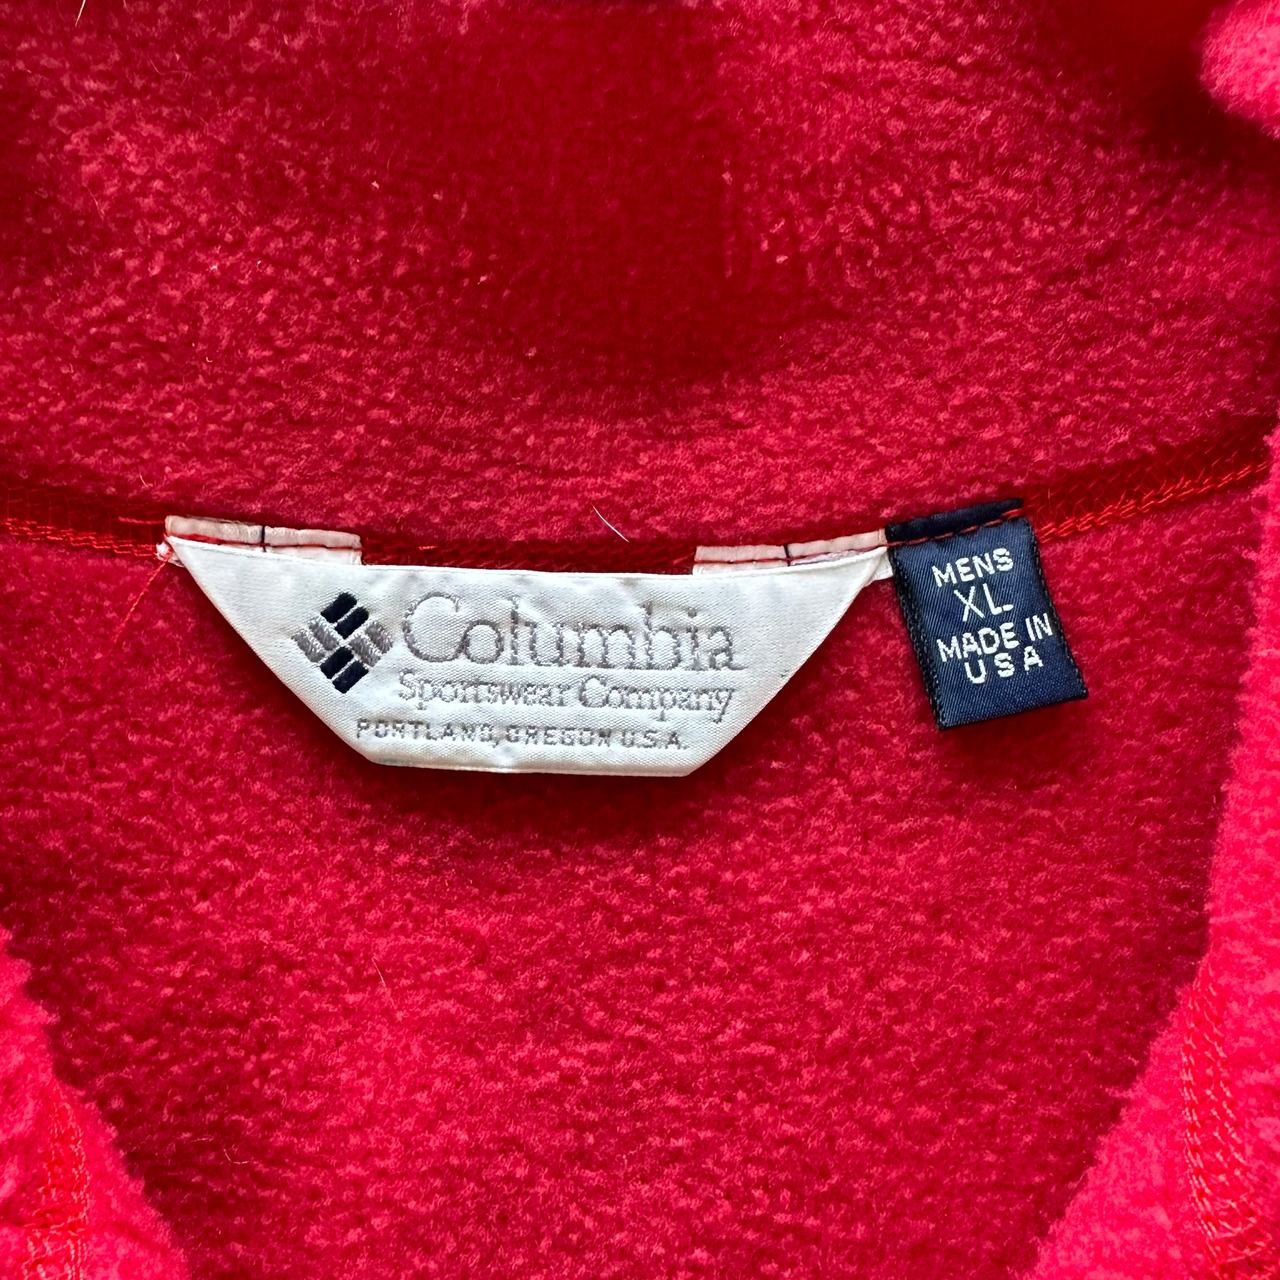 Columbia
Sportswear Company
PORTLAND, OREGON U.S.A.
MENS
XL
MADE IN
USA